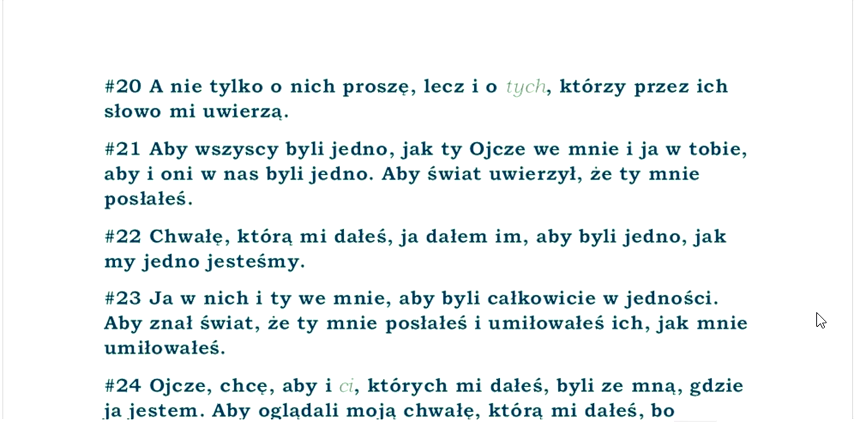 #20 A nie tylko o nich proszę, lecz i o tych, którzy przez ich
słowo mi uwierzą.
#21 Aby wszyscy byli jedno, jak ty Ojcze we mnie i ja w tobie,
aby i oni w nas byli jedno. Aby świat uwierzył, że ty mnie
posłałeś.
#22 Chwałę, którą mi dałeś, ja dałem im, aby byli jedno, jak
my jedno jesteśmy.
#23 Ja w nich i ty we mnie, aby byli całkowicie w jedności.
Aby znał świat, że ty mnie posłałeś i umiłowałeś ich, jak mnie
umiłowałeś.
#24 Ojcze, chcę, aby i ci, których mi dałeś, byli ze mną, gdzie
ja jestem. Aby oglądali moją chwałę, którą mi dałeś, bo